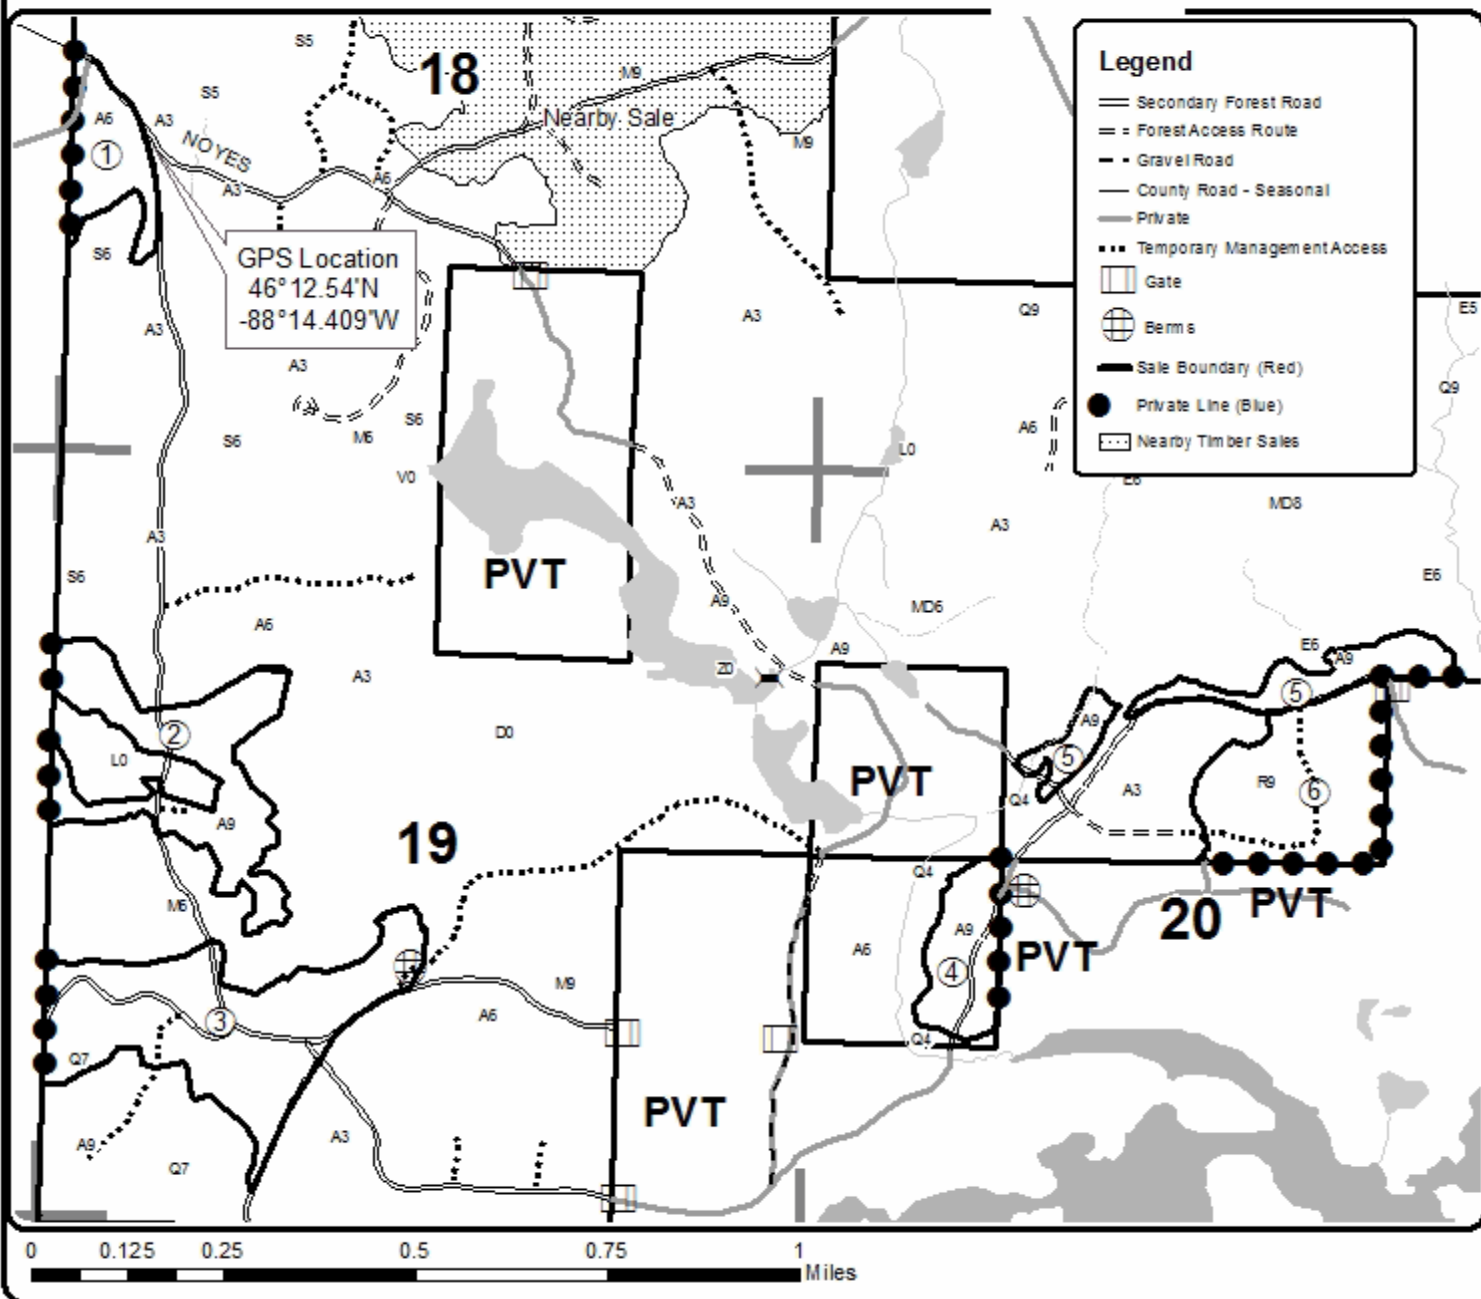 S5
18
M9
S5
A6
A3
NOYES
Nearby Sale
M9
1
A3
A6
S6
GPS Location
46°12.54'N
-88°14.409'W
A3
A3
A3
Q9
E5
S6
M6
S6
A6
Q9
V0
L0
A3
A3
A3
E6
MD8
S6
PVT
E6
A9
MD6
A6
A9
E6
A9
A3
Z0
5
A9
2
D0
5
L0
PVT
R9
A9
Q4
A3
6
19
Q4
M6
A9
20
PVT
A6
4
PVT
M9
A6
3
Q4
Q7
PVT
A3
A9
Q7
Legend
Secondary Forest Road
Forest Access Route
Gravel Road
County Road - Seasonal
Private
Temporary Management Access
Gate
Berms
Sale Boundary (Red)
Private Line (Blue)
Nearby Timber Sales
0 0.125 0.25 0.5 0.75 1
Miles